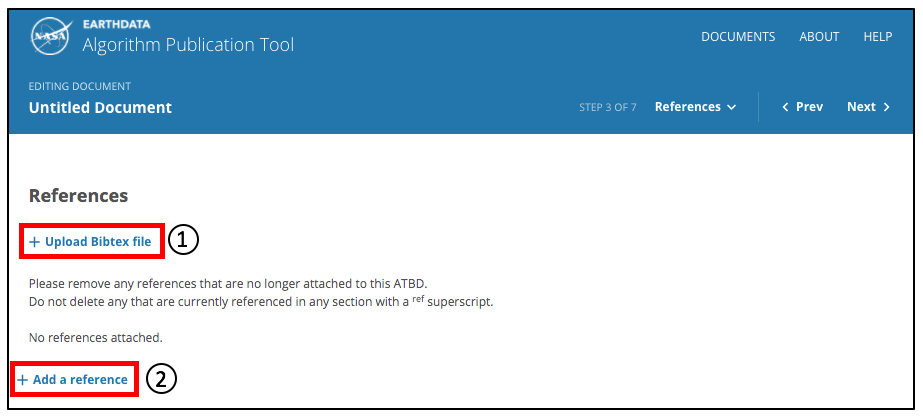 NASA
EARTHDATA
Algorithm Publication Tool
DOCUMENTS ABOUT HELP
EDITING DOCUMENT
Untitled Document
STEP 3 OF 7 References Prev Next
References
+ Upload Bibtex file
1
Please remove any references that are no longer attached to this ATBD.
Do not delete any that are currently referenced in any section with a ref superscript.
No references attached.
+ Add a reference
2